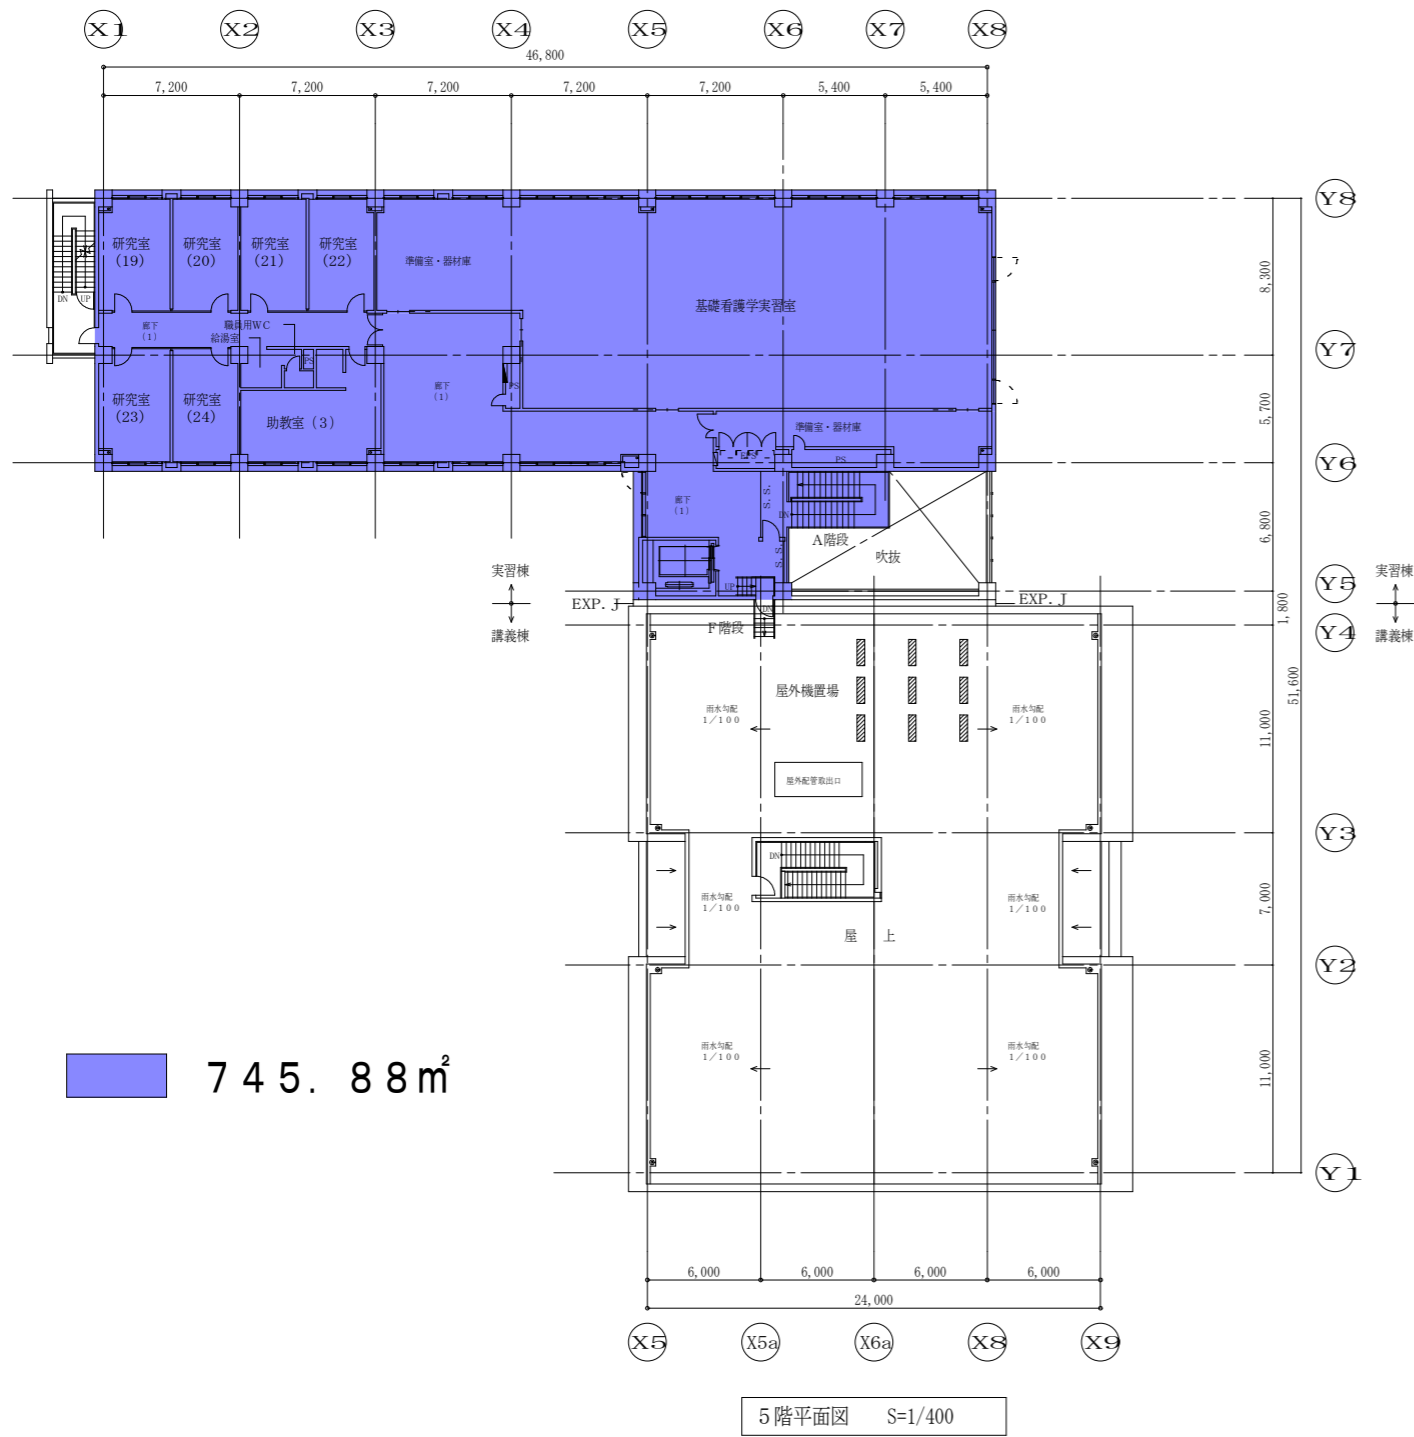 X1 X2 X3 X4 X5 X6 X7 X8
46,800
7,200 7,200 7,200 7,200 7,200 5,400 5,400
Y8
研究室
(19)
研究室
(20)
研究室
(21)
研究室
(22)
準備室・器材庫
基礎看護学実習室
8,300
DN UP
廊下
(1)
職員用WC
給湯室
PS
Y7
研究室
(23)
研究室
(24)
助教室(3)
廊下
(1)
PS
準備室・器材庫
EPS
PS
5,700
Y6
廊下
(1)
S.S.
S.S.
DN
A階段
吹抜
UP
6,800
実習棟
講義棟
EXP.J
EXP.J
Y5
実習棟
講義棟
F階段
DN
1,800
Y4
51,600
屋外機置場
雨水勾配
1/100
雨水勾配
1/100
11,000
屋外配管取出口
Y3
DN
雨水勾配
1/100
雨水勾配
1/100
7,000
屋 上
Y2
雨水勾配
1/100
雨水勾配
1/100
11,000
745.88㎡
Y1
6,000 6,000 6,000 6,000
24,000
X5 X5a X6a X8 X9
5階平面図 S=1/400